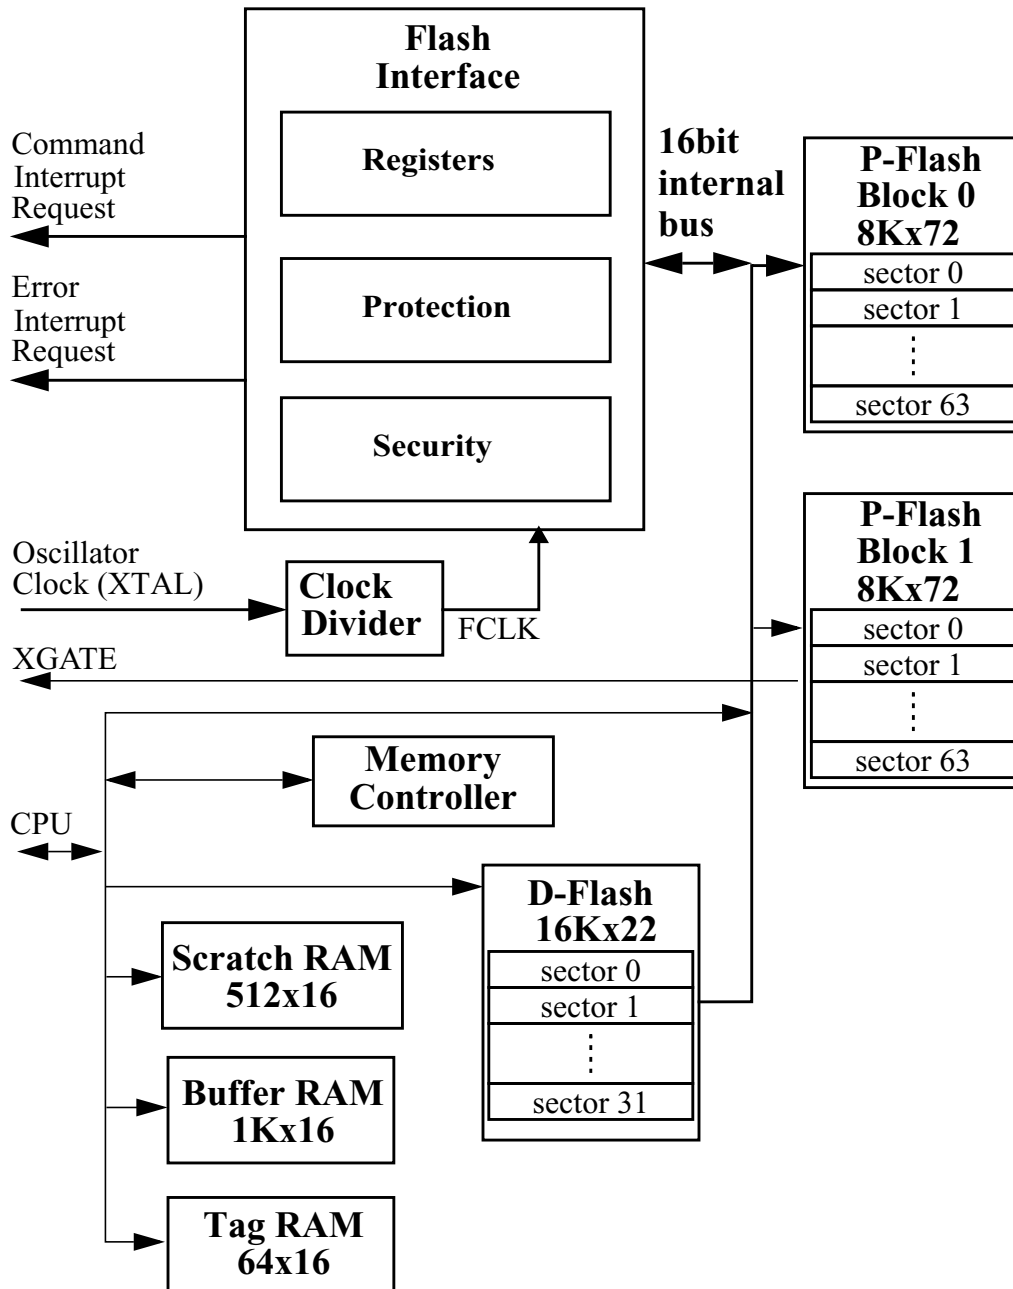 Flash
Interface
Registers
Protection
Security
Command
Interrupt
Request
Error
Interrupt
Request
16bit
internal
bus
P-Flash
Block 0
8Kx72
sector 0
sector 1
sector 63
P-Flash
Block 1
8Kx72
sector 0
sector 1
sector 63
Oscillator
Clock (XTAL)
Clock
Divider
FCLK
XGATE
Memory
Controller
CPU
D-Flash
16Kx22
sector 0
sector 1
sector 31
Scratch RAM
512x16
Buffer RAM
1Kx16
Tag RAM
64x16